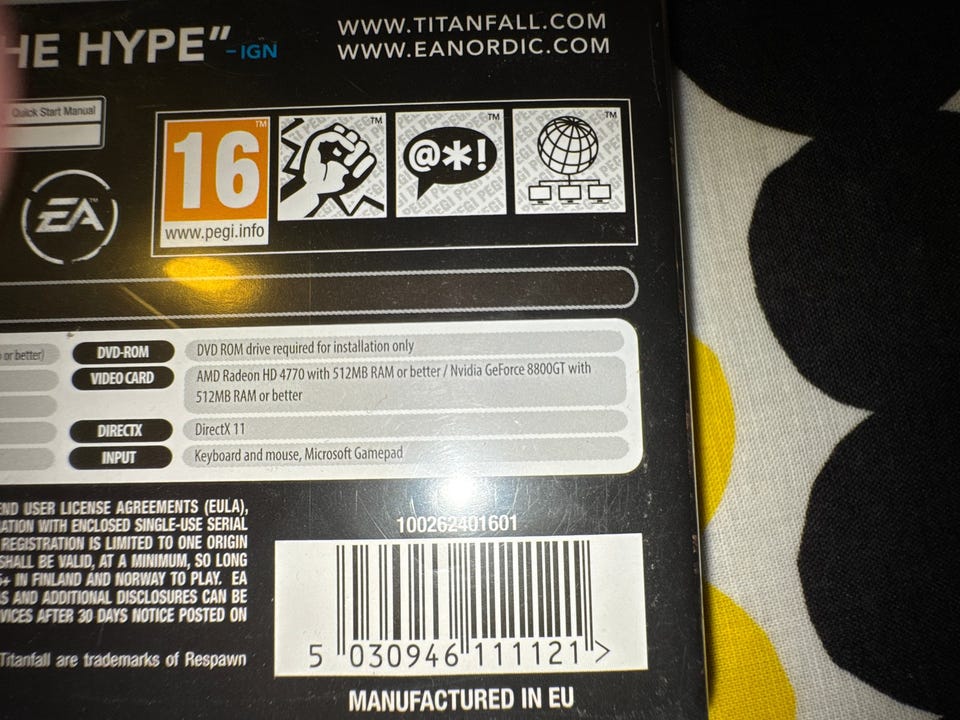 HE HYPE” –IGN
WWW.TITANFALL.COM
WWW.EANORDIC.COM
Quick Start Manual
16 ™
www.pegi.info
™
@*! ™
™
EA™
or better)
DVD-ROM DVD ROM drive required for installation only
VIDEO CARD AMD Radeon HD 4770 with 512MB RAM or better / Nvidia GeForce 8800GT with
512MB RAM or better
DIRECTX DirectX 11
INPUT Keyboard and mouse, Microsoft Gamepad
END USER LICENSE AGREEMENTS (EULA),
ATION WITH ENCLOSED SINGLE-USE SERIAL
REGISTRATION IS LIMITED TO ONE ORIGIN
SHALL BE VALID, AT A MINIMUM, SO LONG
+ IN FINLAND AND NORWAY TO PLAY. EA
S AND ADDITIONAL DISCLOSURES CAN BE
VICES AFTER 30 DAYS NOTICE POSTED ON
Titanfall are trademarks of Respawn
100262401601
5 030946 111121 >
MANUFACTURED IN EU